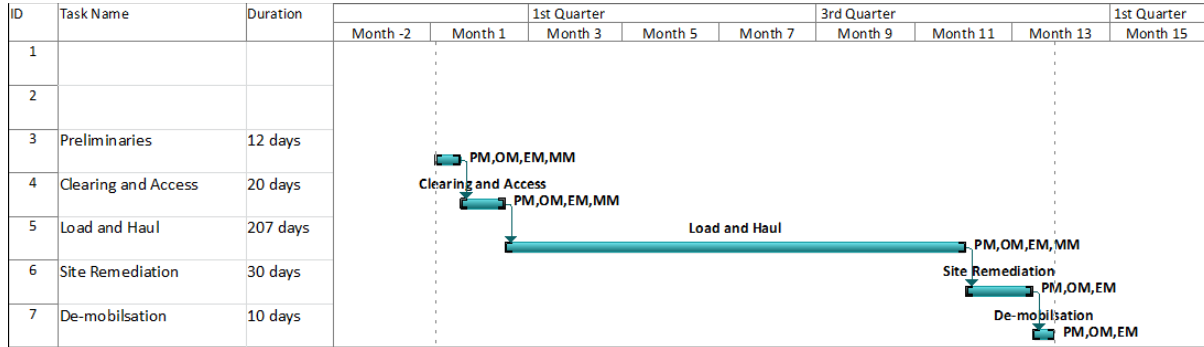 ID Task Name Duration 1st Quarter 3rd Quarter 1st Quarter
Month -2 Month 1 Month 3 Month 5 Month 7 Month 9 Month 11 Month 13 Month 15
1
2
3 Preliminaries 12 days
PM,OM,EM,MM
4 Clearing and Access 20 days Clearing and Access
PM,OM,EM,MM
5 Load and Haul 207 days Load and Haul
PM,OM,EM,MM
6 Site Remediation 30 days Site Remediation
PM,OM,EM
7 De-mobilsation 10 days De-mobilsation
PM,OM,EM